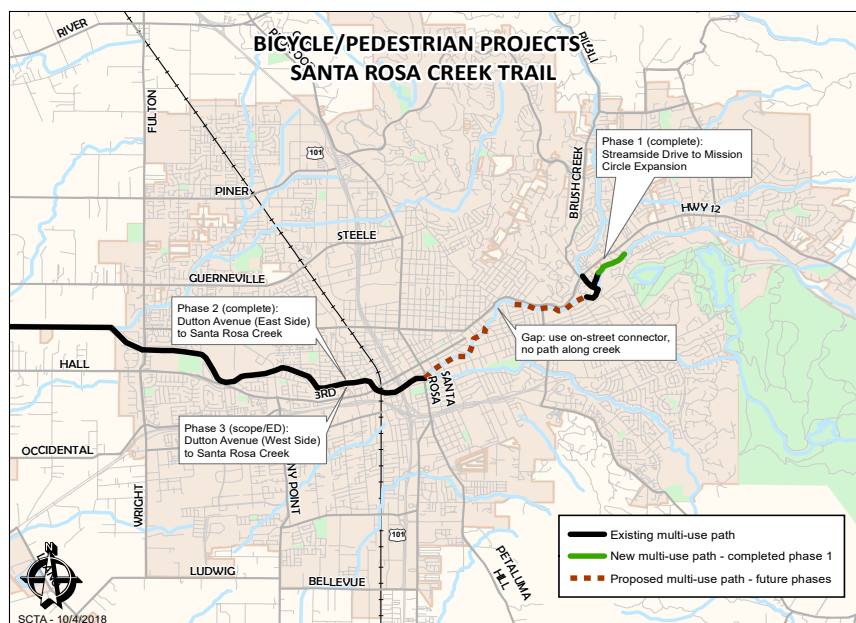 BICYCLE/PEDESTRIAN PROJECTS
SANTA ROSA CREEK TRAIL
RIVER
FULTON
101
PINER
STEELE
GUERNEVILLE
BRUSH CREEK
HWY 12
Phase 1 (complete):
Streamside Drive to Mission
Circle Expansion
Phase 2 (complete):
Dutton Avenue (East Side)
to Santa Rosa Creek
Gap: use on-street connector,
no path along creek
HALL
3RD
SANTA
ROSA
Phase 3 (scope/ED):
Dutton Avenue (West Side)
to Santa Rosa Creek
OCCIDENTAL
WRIGHT
NY POINT
101
LUDWIG
BELLEVUE
PETALUMA
HILL
Existing multi-use path
New multi-use path - completed phase 1
Proposed multi-use path - future phases
N
SCTA - 10/4/2018